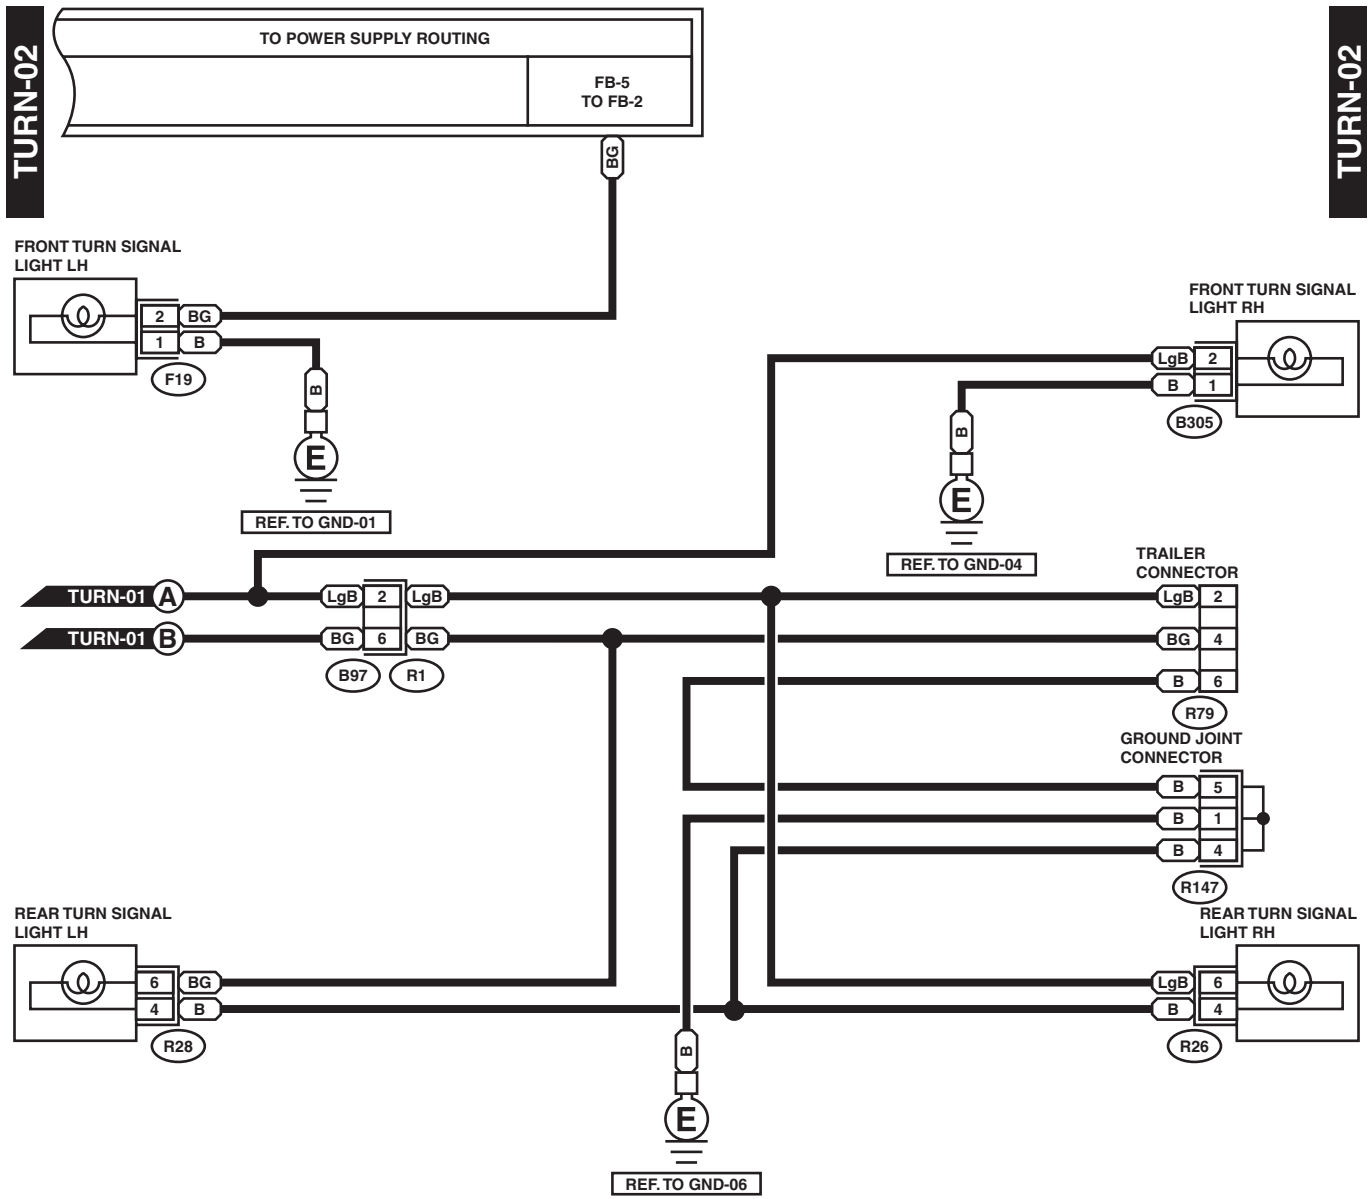 TURN-02
TURN-02
TO POWER SUPPLY ROUTING
FB-5
TO FB-2
BG
FRONT TURN SIGNAL
LIGHT LH
2 BG
1 B
F19
B
E
REF. TO GND-01
FRONT TURN SIGNAL
LIGHT RH
LgB 2
B 1
B305
B
E
REF. TO GND-04
TURN-01 A
LgB 2 LgB
TURN-01 B
BG 6 BG
B97 R1
TRAILER
CONNECTOR
LgB 2
BG 4
B 6
R79
GROUND JOINT
CONNECTOR
B 5
B 1
B 4
R147
REAR TURN SIGNAL
LIGHT LH
6 BG
4 B
R28
REAR TURN SIGNAL
LIGHT RH
LgB 6
B 4
R26
B
E
REF. TO GND-06